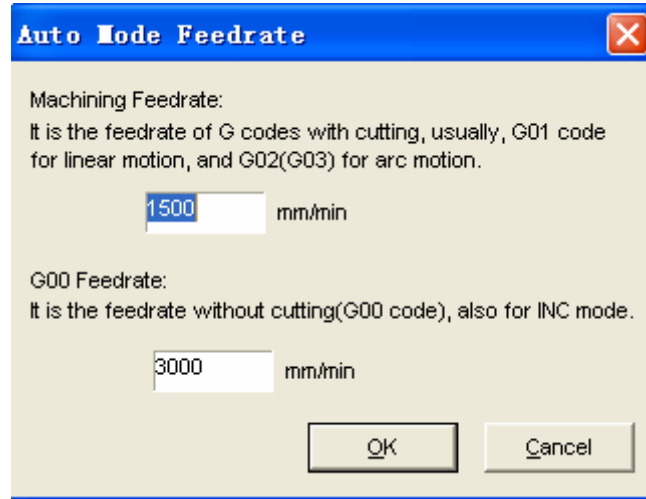 Auto Mode Feedrate
Machining Feedrate:
It is the feedrate of G codes with cutting, usually, G01 code
for linear motion, and G02(G03) for arc motion.
1500 mm/min
G00 Feedrate:
It is the feedrate without cutting(G00 code), also for INC mode.
3000 mm/min
OK Cancel